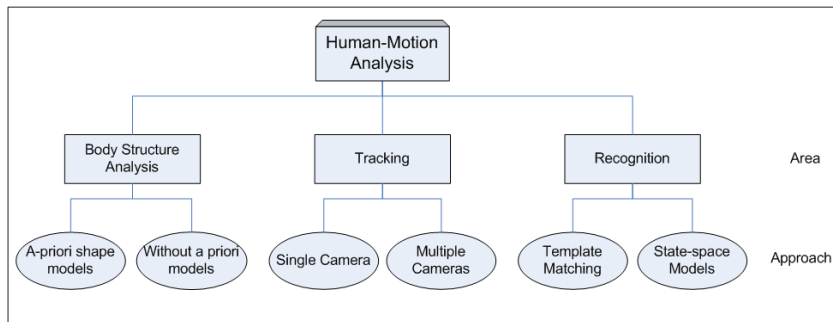 Human-Motion
Analysis
Body Structure
Analysis
Tracking
Recognition
Area
A-priori shape
models
Without a priori
models
Single Camera
Multiple
Cameras
Template
Matching
State-space
Models
Approach